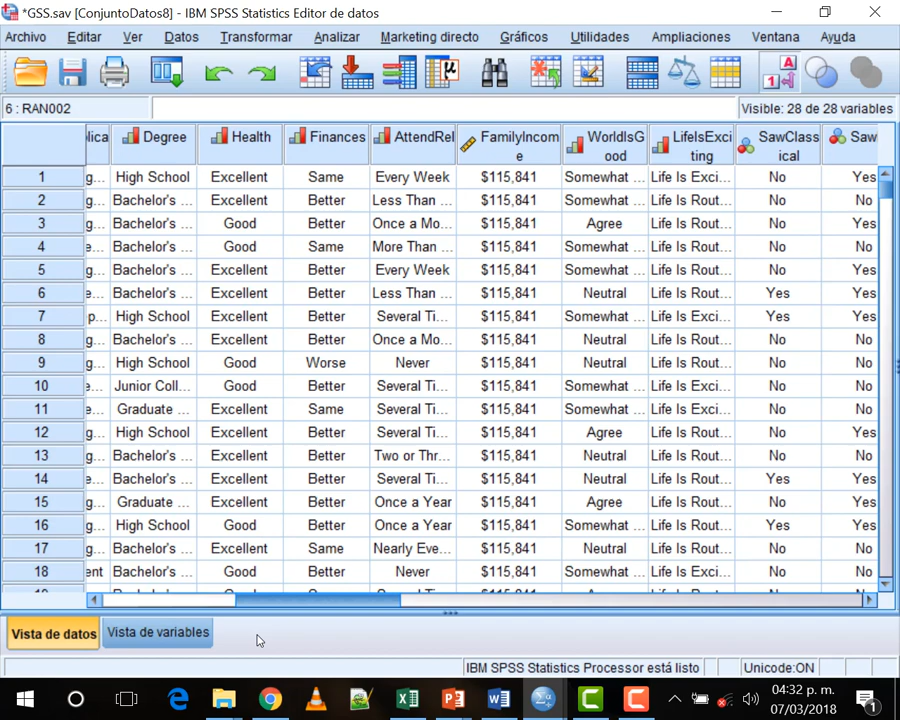 *GSS.sav [ConjuntoDatos8] - IBM SPSS Statistics Editor de datos
Archivo Editar Ver Datos Transformar Analizar Marketing directo Gráficos Utilidades Ampliaciones Ventana Ayuda
6 : RAN002 Visible: 28 de 28 variables
Degree Health Finances AttendRel FamilyIncome WorldIsGood LifeIsExciting SawClassical Saw
1 g... High School Excellent Same Every Week $115,841 Somewhat ... Life Is Exci... No Yes
2 g... Bachelor's ... Excellent Better Less Than ... $115,841 Somewhat ... Life Is Rout... No No
3 g... Bachelor's ... Good Better Once a Mo... $115,841 Agree Life Is Rout... No Yes
4 e... Bachelor's ... Good Same More Than ... $115,841 Somewhat ... Life Is Rout... No No
5 g... Bachelor's ... Excellent Better Every Week $115,841 Somewhat ... Life Is Rout... No Yes
6 g... Bachelor's ... Excellent Better Less Than ... $115,841 Neutral Life Is Rout... Yes No
7 p... High School Excellent Better Several Ti... $115,841 Somewhat ... Life Is Exci... Yes Yes
8 g... Bachelor's ... Excellent Better Once a Mo... $115,841 Neutral Life Is Rout... No No
9 g... High School Good Worse Never $115,841 Neutral Life Is Rout... No No
10 e... Junior Coll... Good Better Several Ti... $115,841 Somewhat ... Life Is Exci... No No
11 e... Graduate ... Excellent Same Several Ti... $115,841 Somewhat ... Life Is Exci... No No
12 g... High School Excellent Better Several Ti... $115,841 Agree Life Is Rout... No Yes
13 g... Bachelor's ... Excellent Better Two or Thr... $115,841 Neutral Life Is Rout... No No
14 g... Bachelor's ... Excellent Better Several Ti... $115,841 Neutral Life Is Rout... Yes Yes
15 g... Graduate ... Excellent Better Once a Year $115,841 Agree Life Is Rout... No No
16 g... High School Good Better Once a Year $115,841 Somewhat ... Life Is Rout... Yes Yes
17 g... Bachelor's ... Excellent Same Nearly Eve... $115,841 Neutral Life Is Rout... No No
18 ent Bachelor's ... Good Better Never $115,841 Somewhat ... Life Is Exci... No No
Vista de datos Vista de variables
IBM SPSS Statistics Processor está listo Unicode:ON
04:32 p. m.
07/03/2018